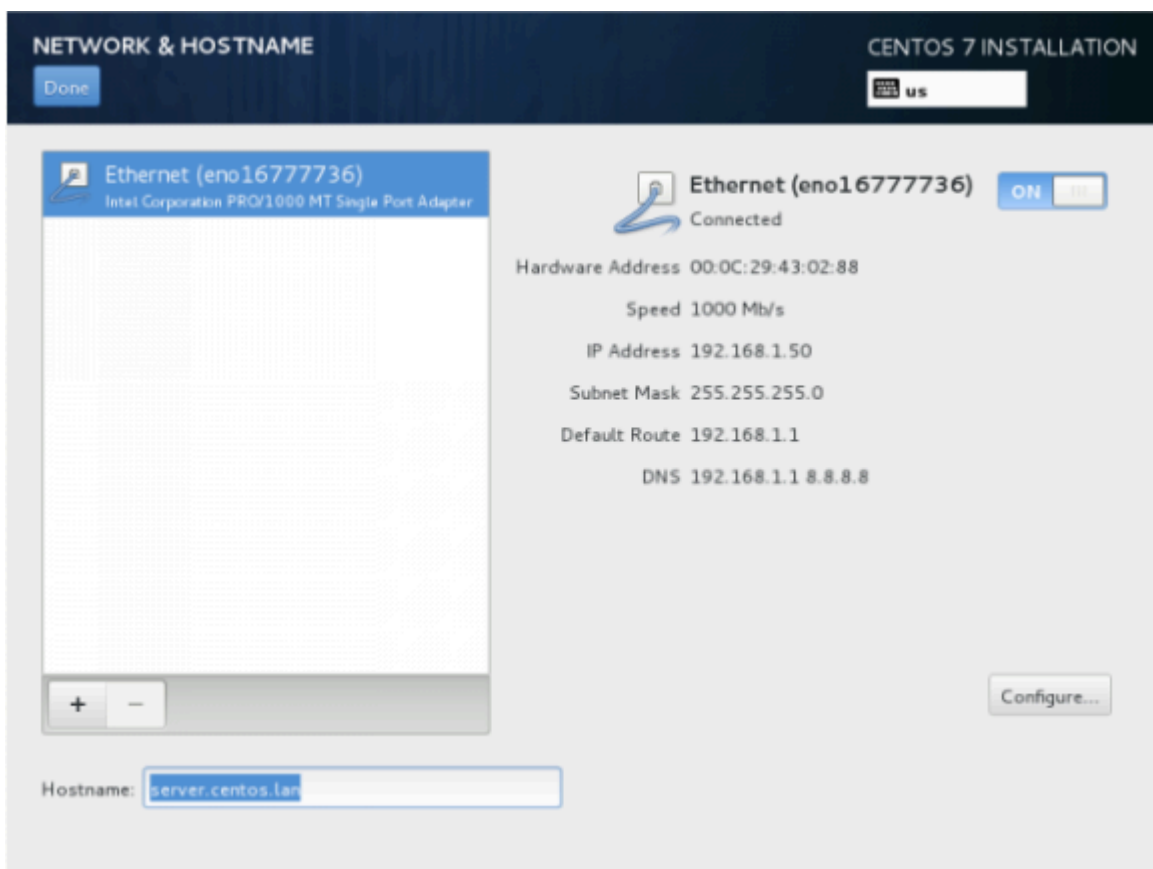 NETWORK & HOSTNAME
CENTOS 7 INSTALLATION
Done
us
Ethernet (eno16777736)
Intel Corporation PRO/1000 MT Single Port Adapter
Ethernet (eno16777736)
Connected
ON
Hardware Address 00:0C:29:43:02:88
Speed 1000 Mb/s
IP Address 192.168.1.50
Subnet Mask 255.255.255.0
Default Route 192.168.1.1
DNS 192.168.1.1 8.8.8.8
+ −
Configure...
Hostname: server.centos.lan